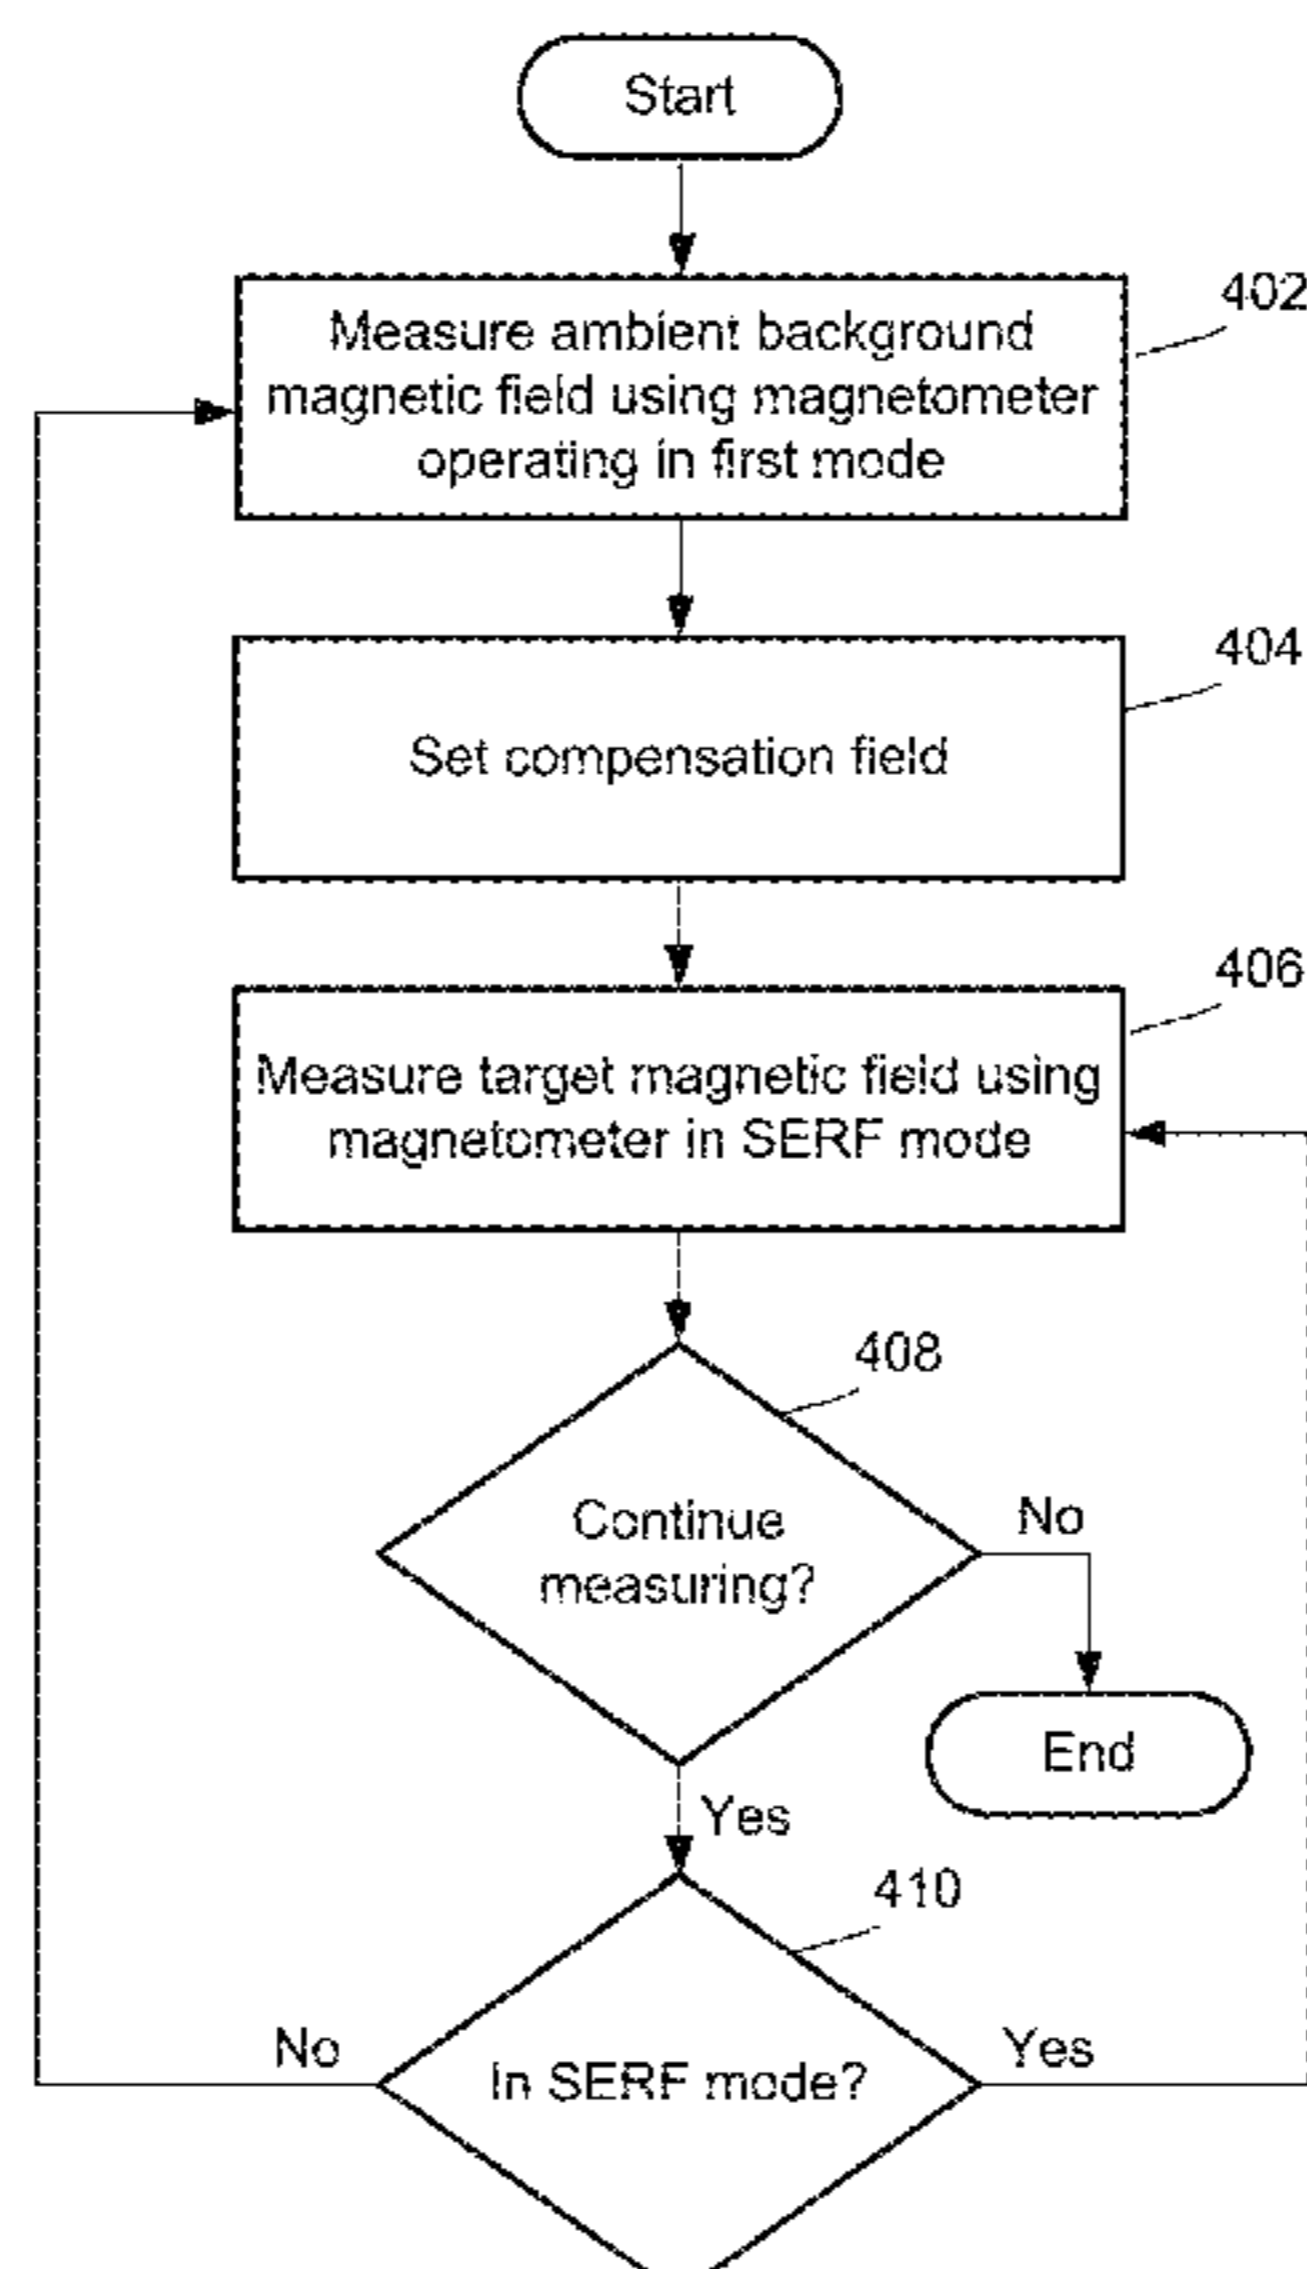 Start
402
Measure ambient background
magnetic field using magnetometer
operating in first mode
404
Set compensation field
406
Measure target magnetic field using
magnetometer in SERF mode
408
Continue
measuring?
No
End
Yes
410
No
In SERF mode?
Yes